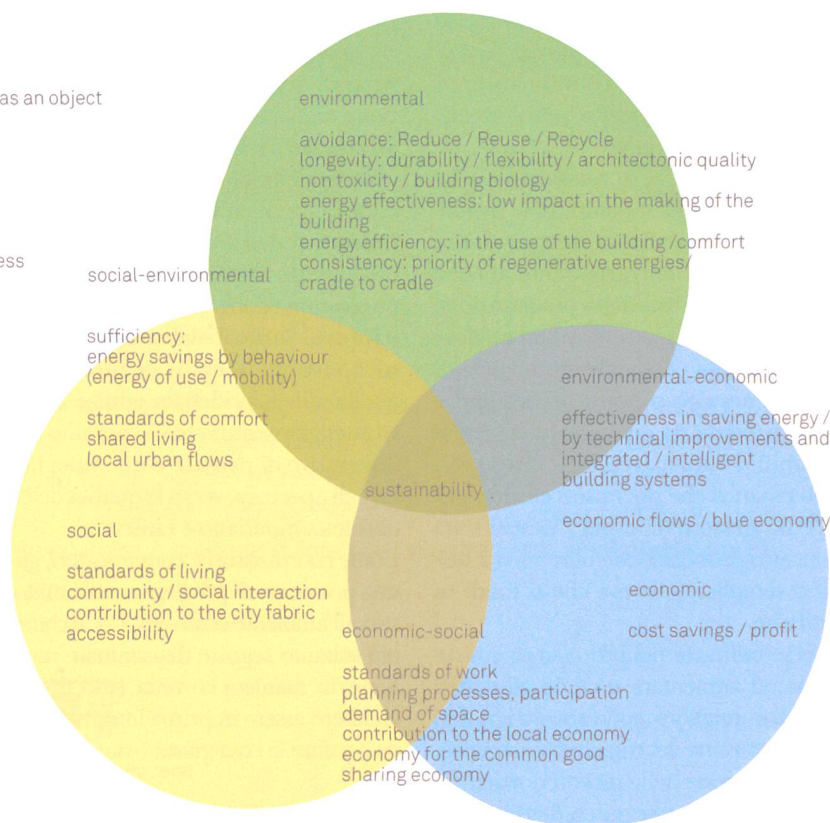 as an object
environmental
avoidance: Reduce / Reuse / Recycle
longevity: durability / flexibility / architectonic quality
non toxicity / building biology
energy effectiveness: low impact in the making of the
building
energy efficiency: in the use of the building /comfort
consistency: priority of regenerative energies/
cradle to cradle
ess
social-environmental
sufficiency:
energy savings by behaviour
(energy of use / mobility)
standards of comfort
shared living
local urban flows
environmental-economic
effectiveness in saving energy /
by technical improvements and
integrated / intelligent
building systems
economic flows / blue economy
sustainability
social
standards of living
community / social interaction
contribution to the city fabric
accessibility
economic
cost savings / profit
economic-social
standards of work
planning processes, participation
demand of space
contribution to the local economy
economy for the common good
sharing economy